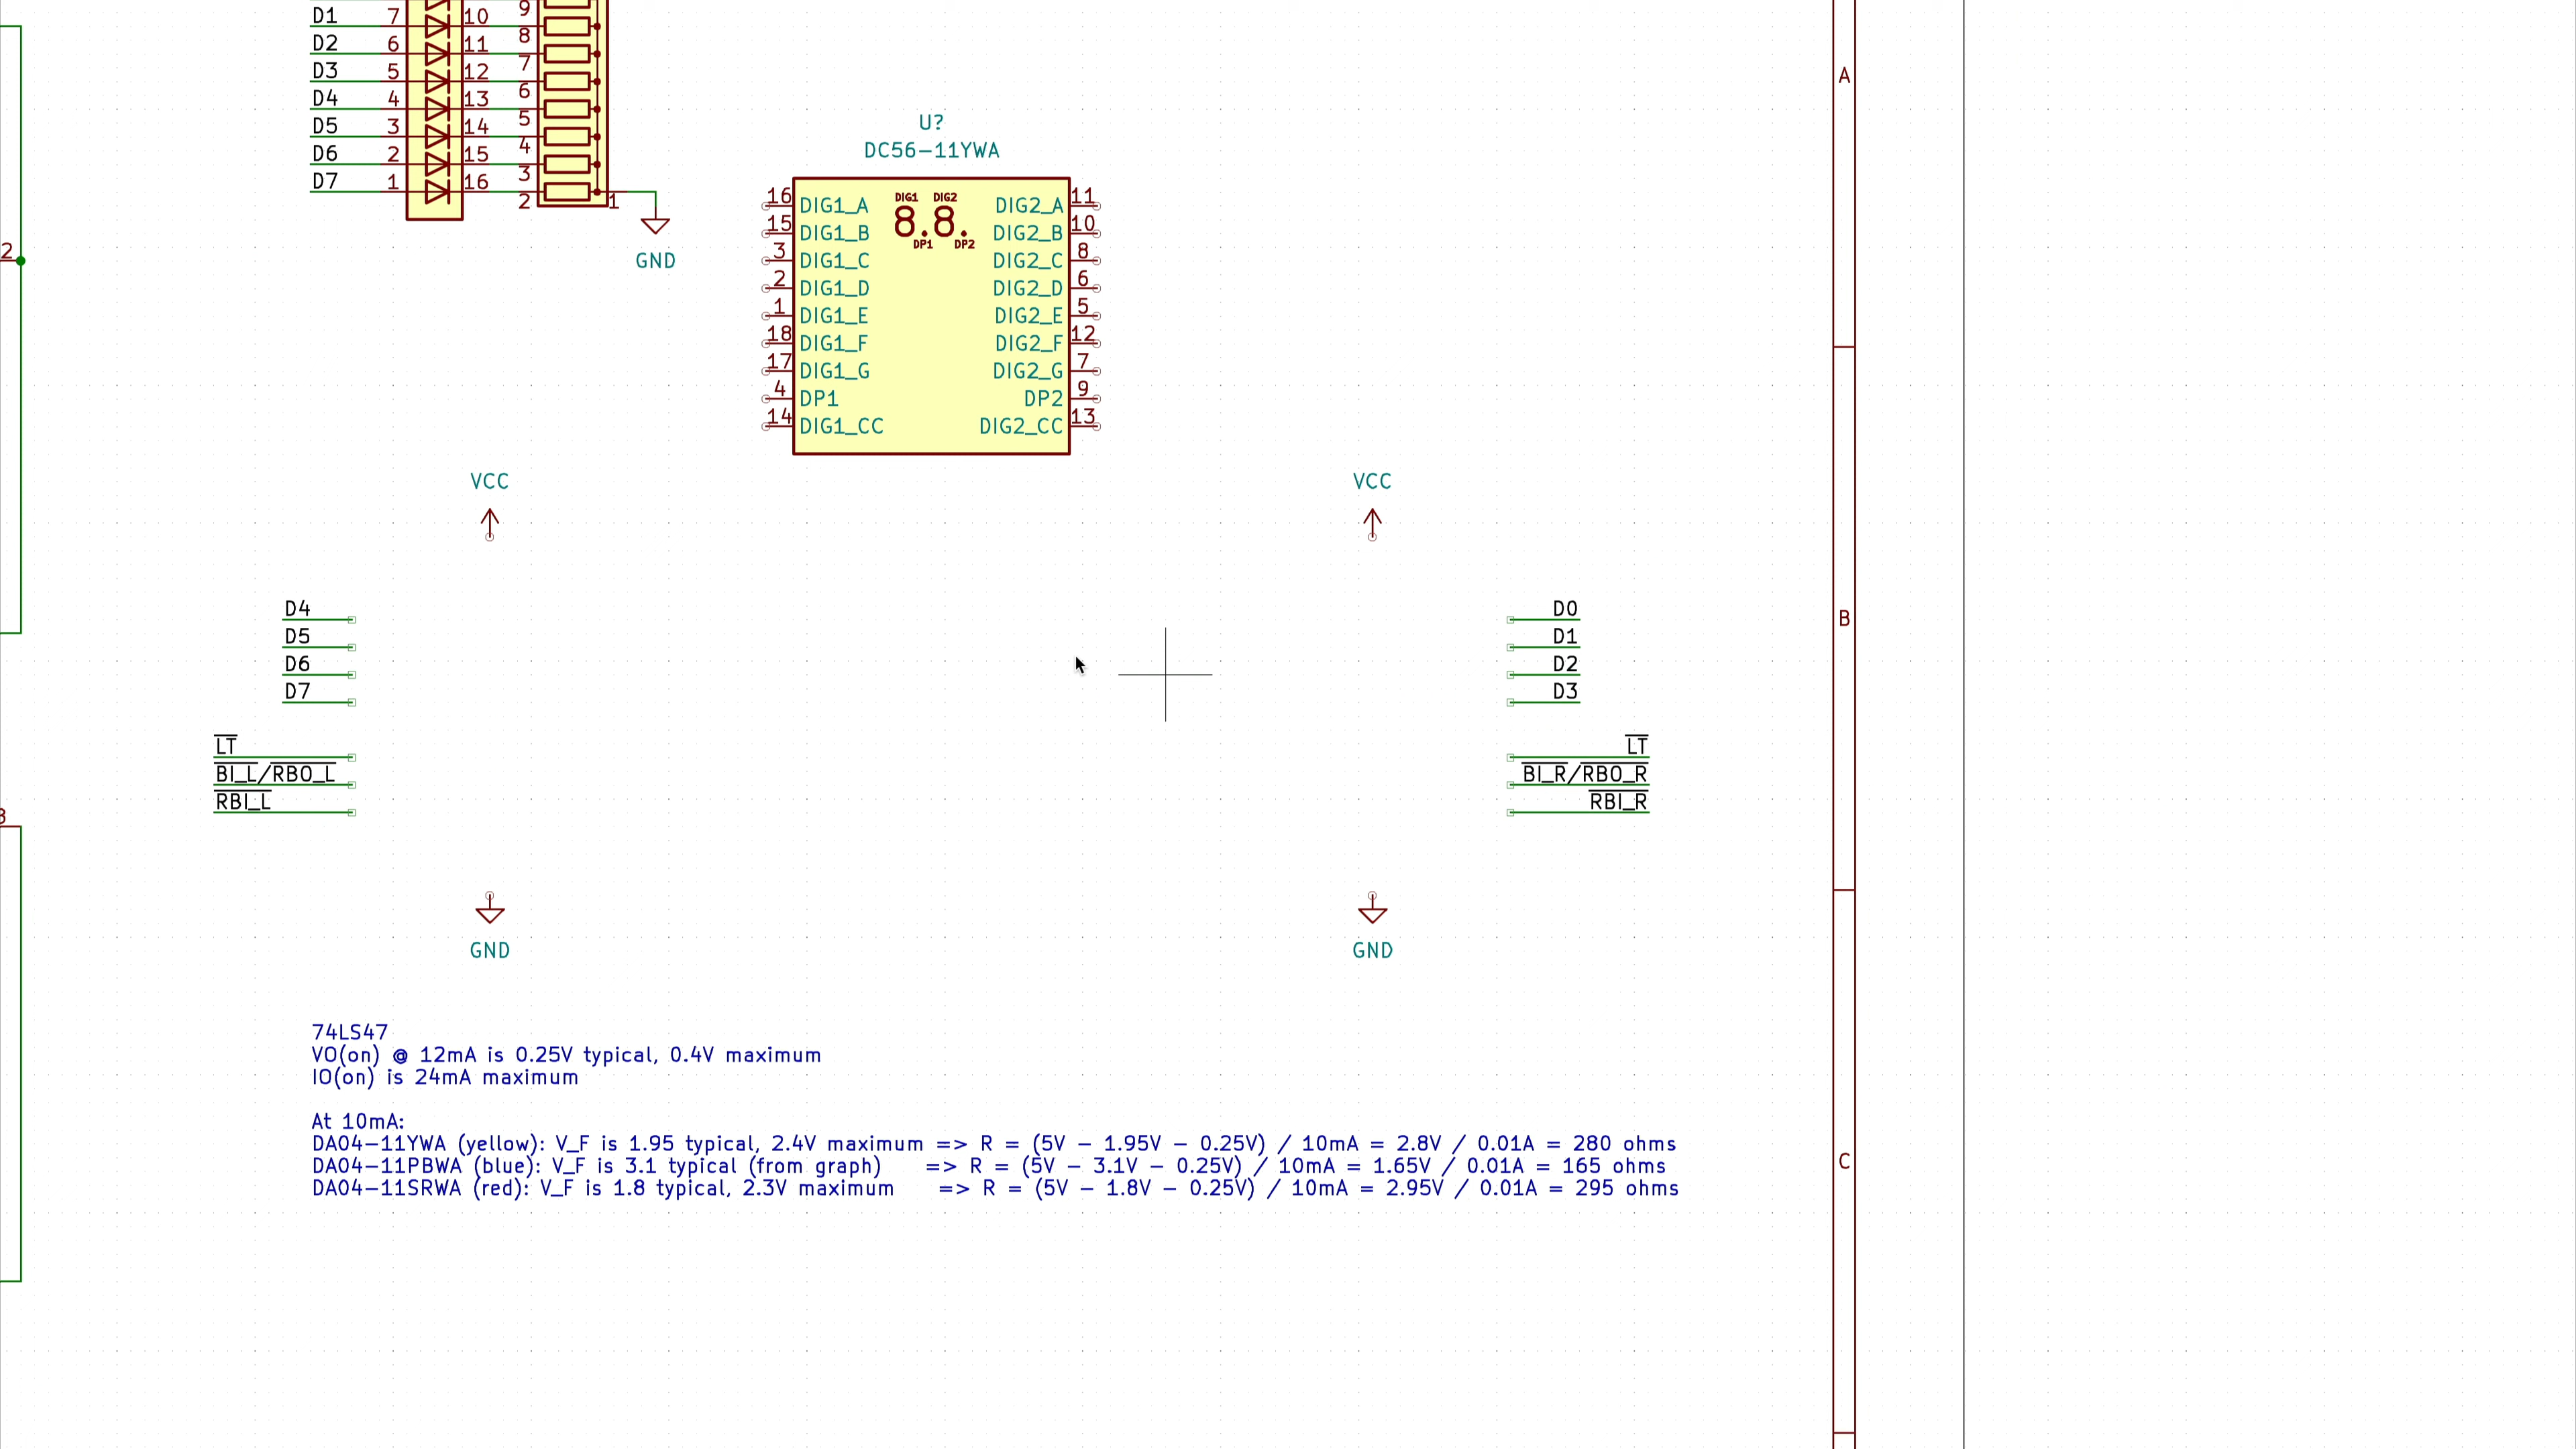 D1 7 10 9
D2 6 11 8
D3 5 12 7
D4 4 13 6
D5 3 14 5
D6 2 15 4
D7 1 16 3
2 1
GND
2
U?
DC56-11YWA
16 DIG1_A DIG1 DIG2 DIG2_A 11
8.8.
15 DIG1_B DP1 DP2 DIG2_B 10
3 DIG1_C DIG2_C 8
2 DIG1_D DIG2_D 6
1 DIG1_E DIG2_E 5
18 DIG1_F DIG2_F 12
17 DIG1_G DIG2_G 7
4 DP1 DP2 9
14 DIG1_CC DIG2_CC 13
VCC VCC
D4 D0
D5 D1
D6 D2
D7 D3
LT LT
BI_L/RBO_L BI_R/RBO_R
RBI_L RBI_R
GND GND
74LS47
VO(on) @ 12mA is 0.25V typical, 0.4V maximum
IO(on) is 24mA maximum
At 10mA:
DA04-11YWA (yellow): V_F is 1.95 typical, 2.4V maximum => R = (5V - 1.95V - 0.25V) / 10mA = 2.8V / 0.01A = 280 ohms
DA04-11PBWA (blue): V_F is 3.1 typical (from graph) => R = (5V - 3.1V - 0.25V) / 10mA = 1.65V / 0.01A = 165 ohms
DA04-11SRWA (red): V_F is 1.8 typical, 2.3V maximum => R = (5V - 1.8V - 0.25V) / 10mA = 2.95V / 0.01A = 295 ohms
A
B
C